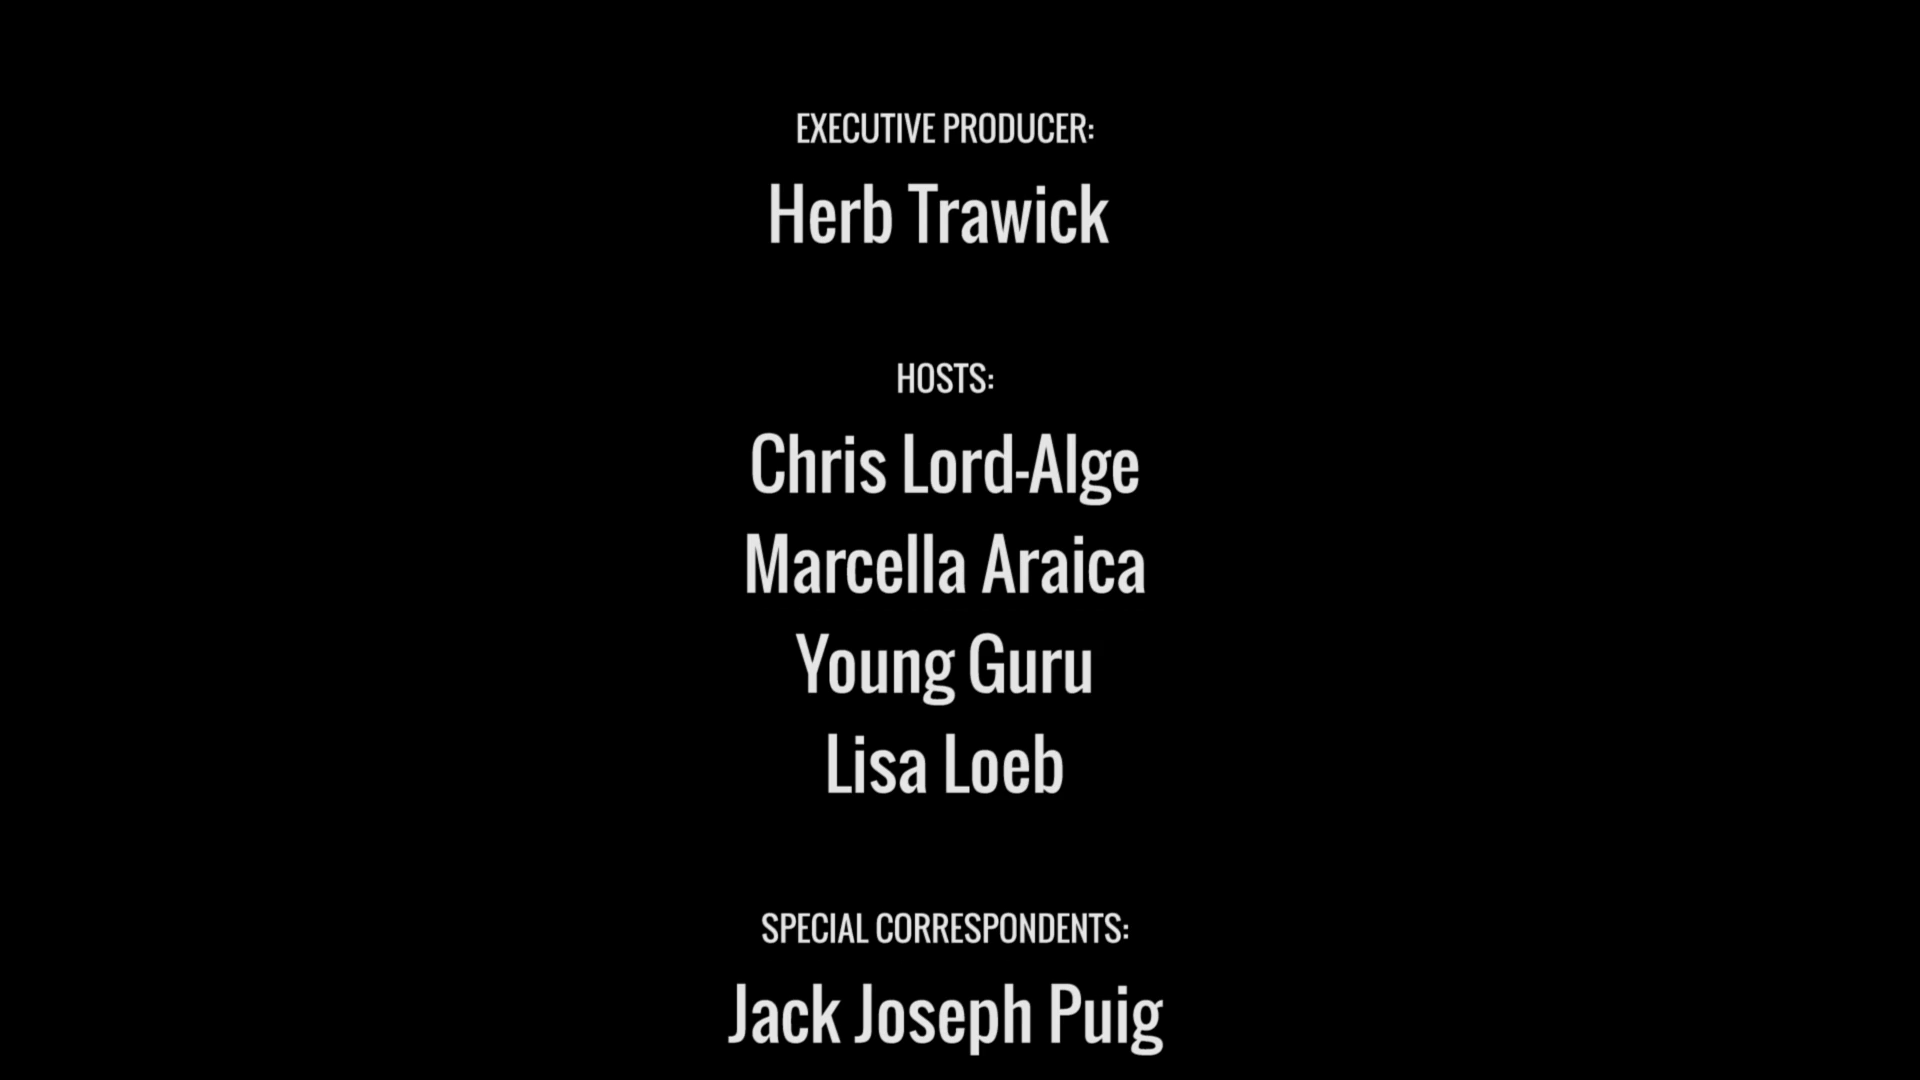 EXECUTIVE PRODUCER:
Herb Trawick
HOSTS:
Chris Lord-Alge
Marcella Araica
Young Guru
Lisa Loeb
SPECIAL CORRESPONDENTS:
Jack Joseph Puig